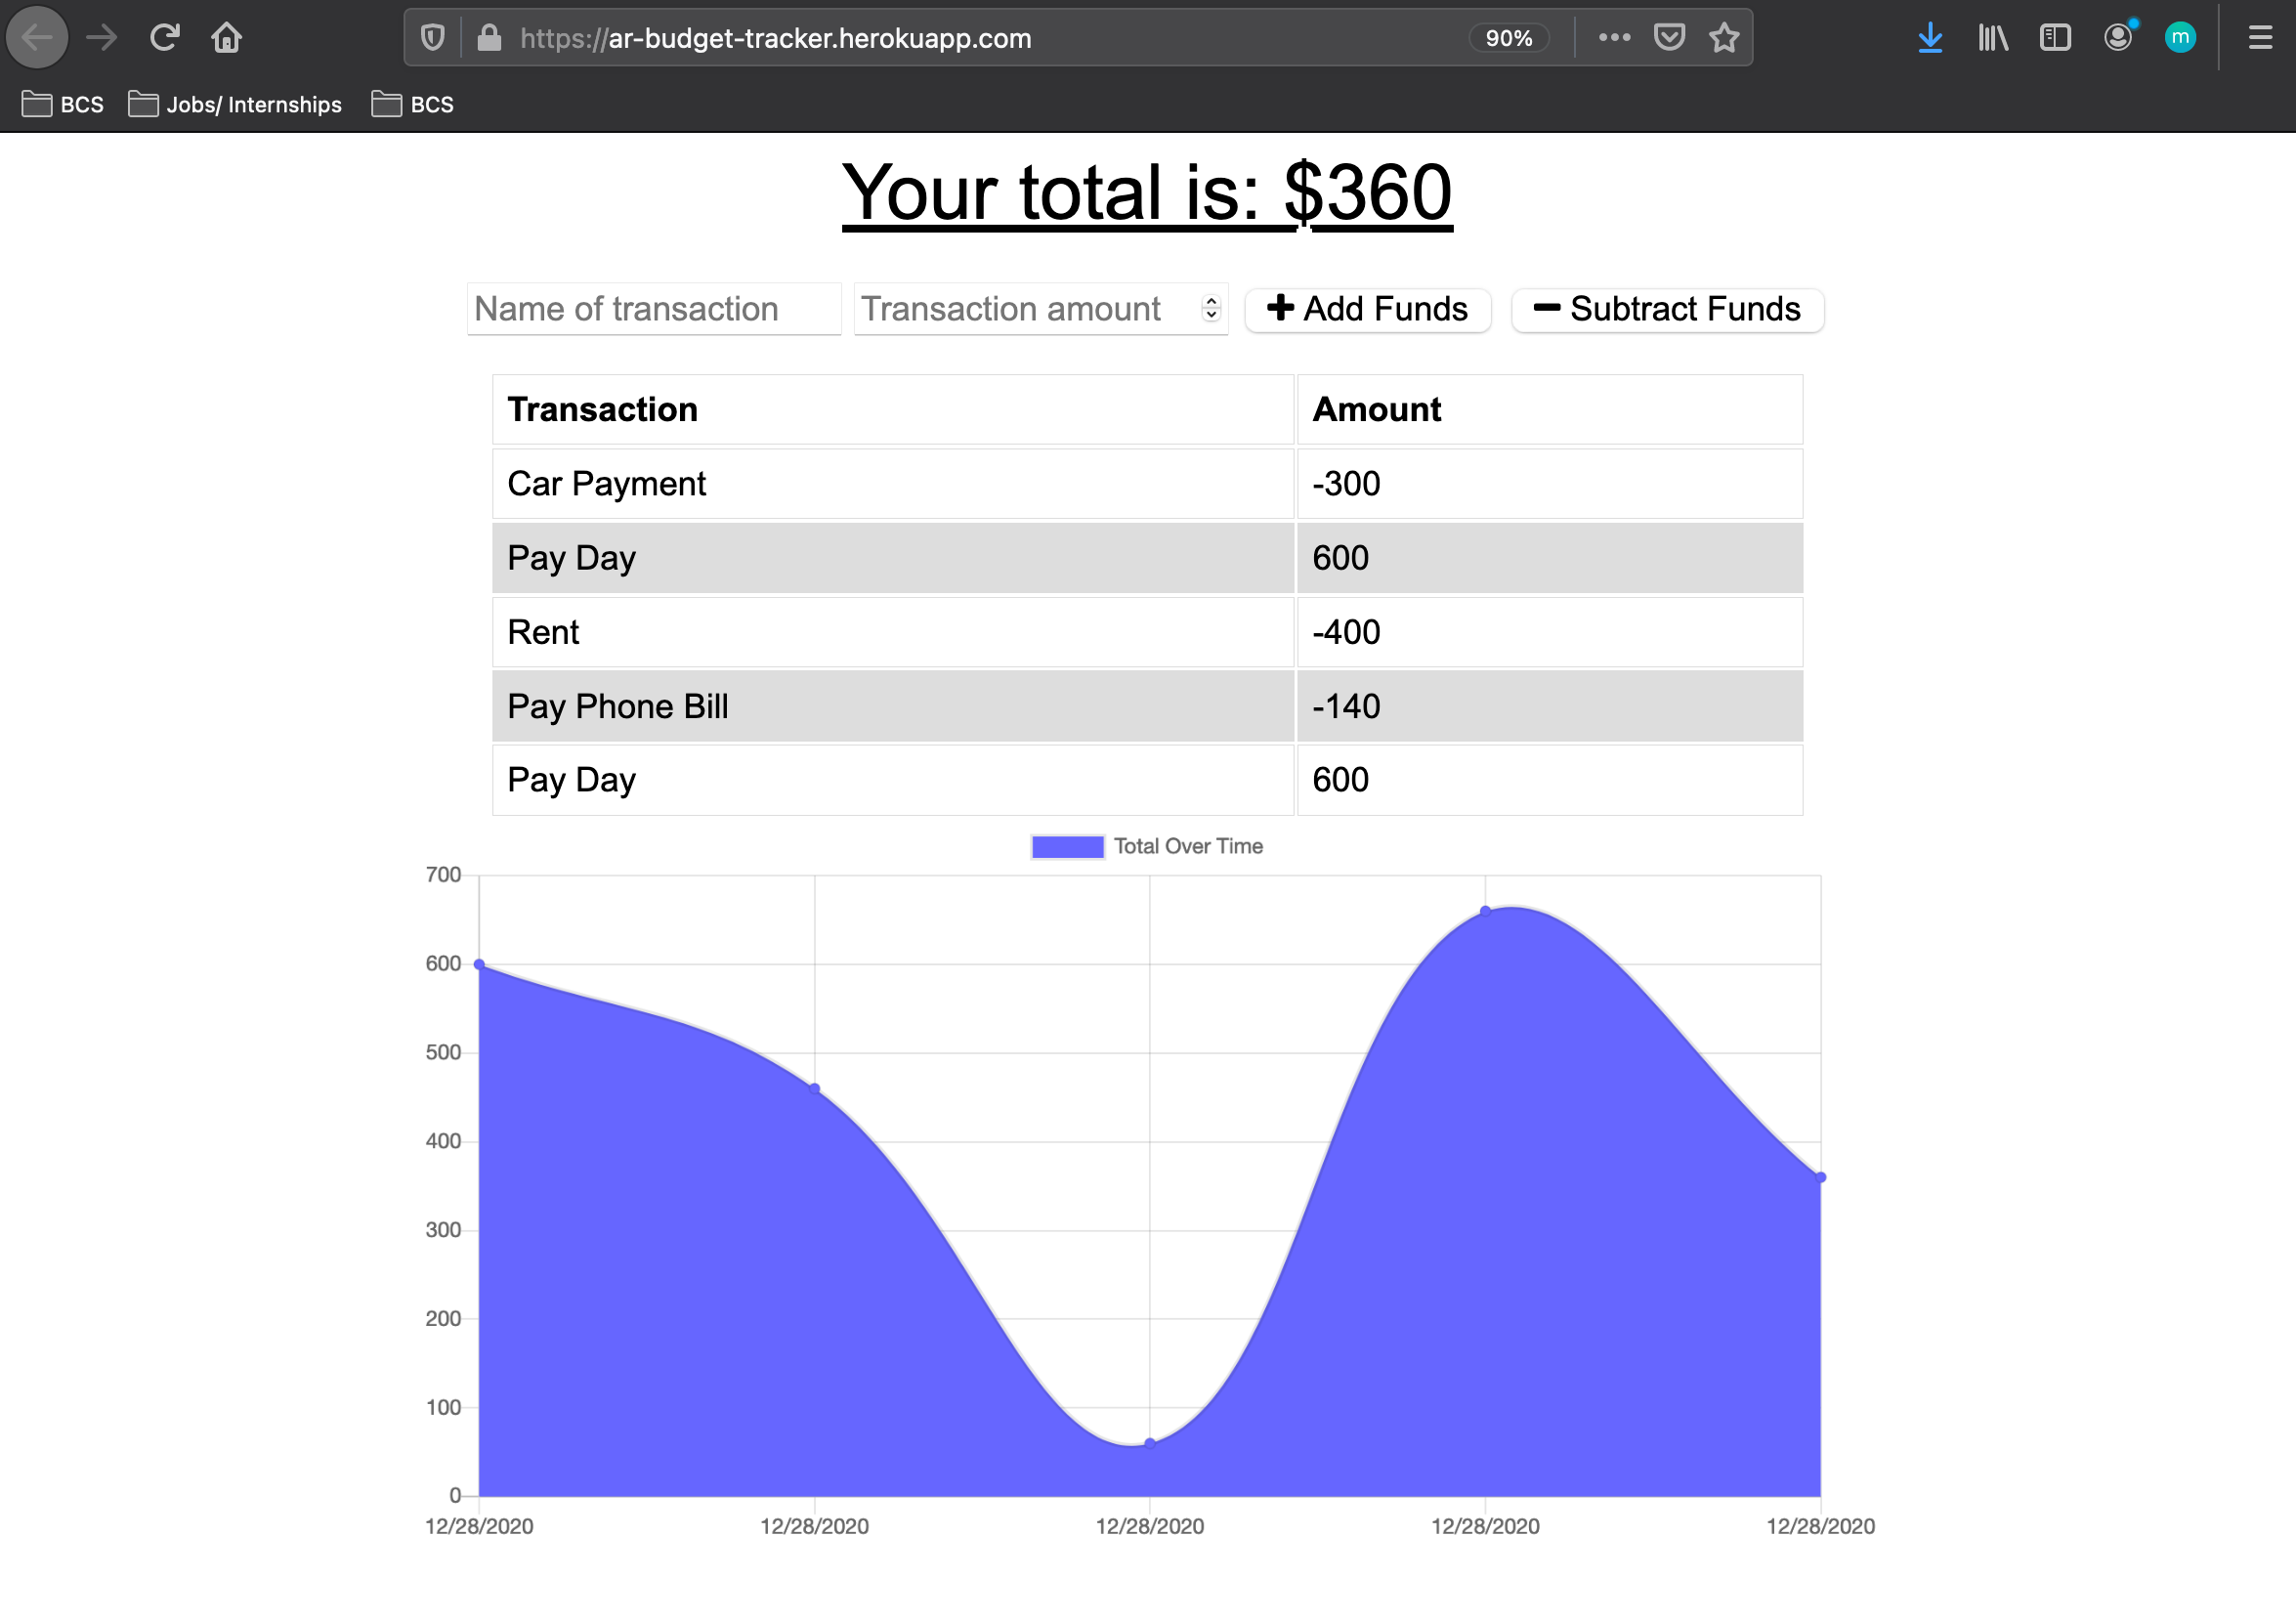 https://ar-budget-tracker.herokuapp.com 90% m
BCS Jobs/ Internships BCS
Your total is: $360
Name of transaction Transaction amount Add Funds Subtract Funds
Transaction Amount
Car Payment -300
Pay Day 600
Rent -400
Pay Phone Bill -140
Pay Day 600
Total Over Time
700
600
500
400
300
200
100
0
12/28/2020 12/28/2020 12/28/2020 12/28/2020 12/28/2020